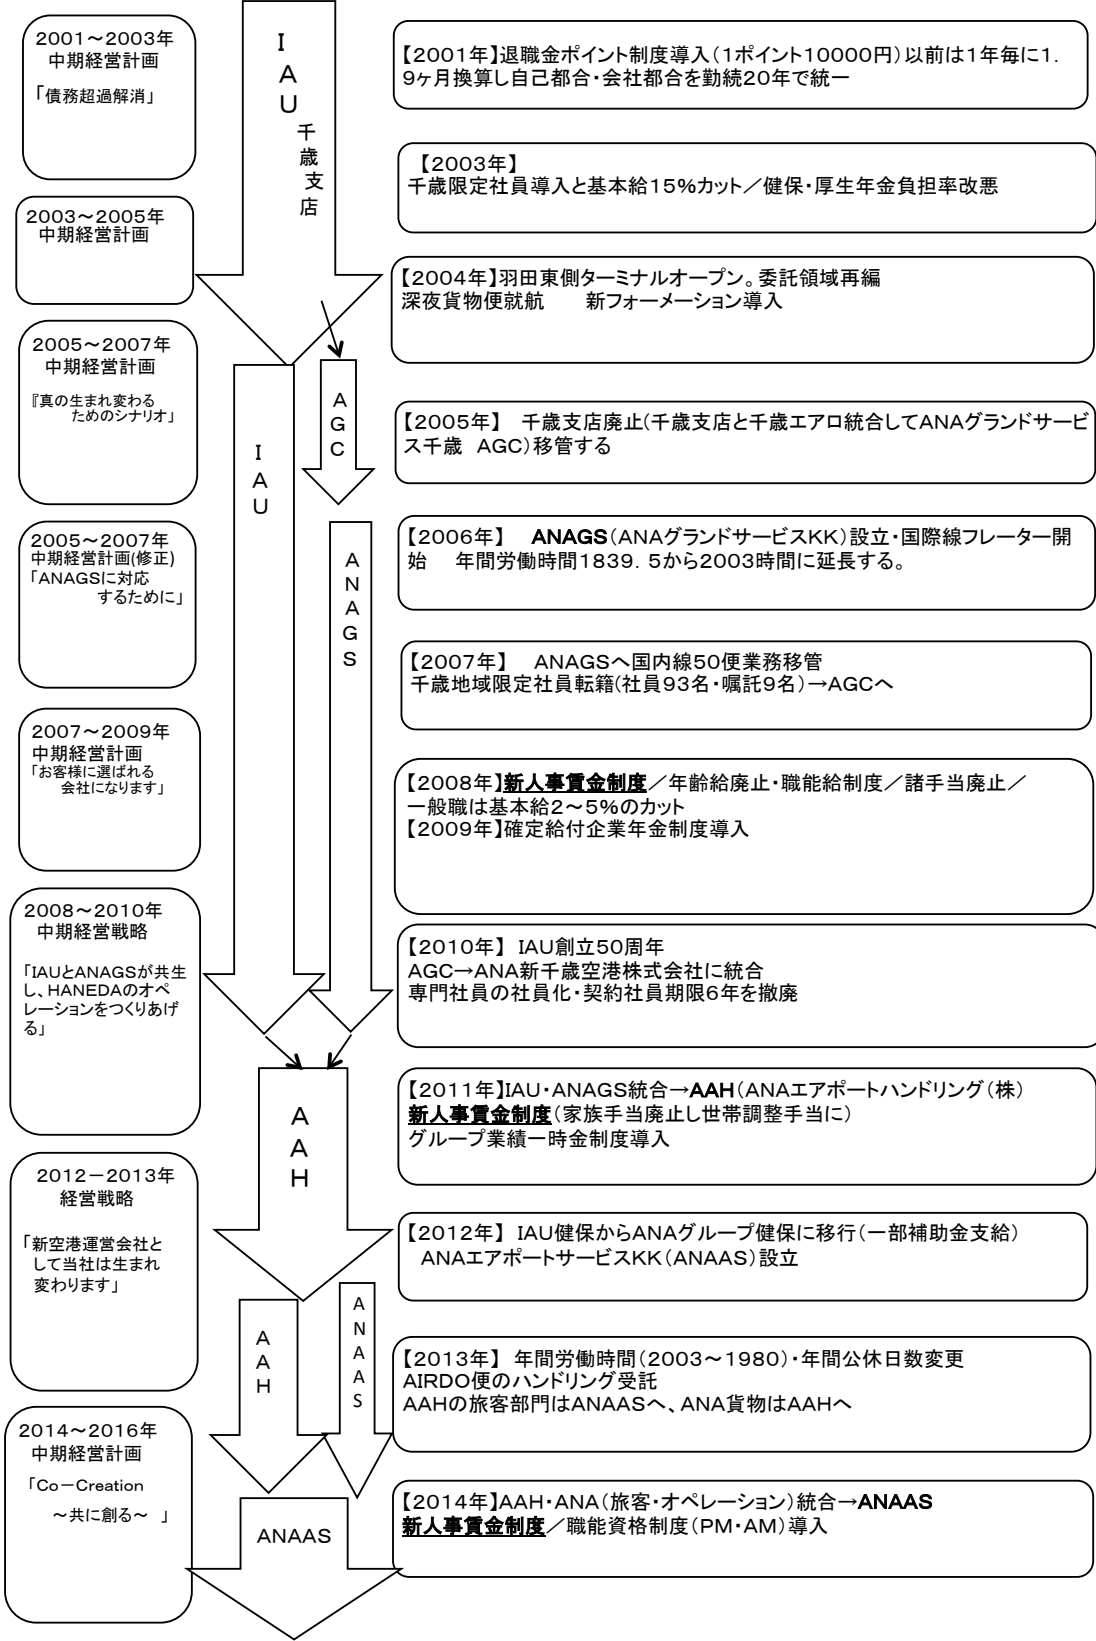 2001～2003年
中期経営計画
「債務超過解消」
2003～2005年
中期経営計画
2005～2007年
中期経営計画
『真の生まれ変わる
ためのシナリオ」
2005～2007年
中期経営計画(修正)
「ANAGSに対応
するために」
2007～2009年
中期経営計画
「お客様に選ばれる
会社になります」
2008～2010年
中期経営戦略
「IAUとANAGSが共生
し、HANEDAのオペ
レーションをつくりあげ
る」
2012－2013年
経営戦略
「新空港運営会社と
して当社は生まれ
変わります」
2014～2016年
中期経営計画
「Co－Creation
～共に創る～　」
IAU
千歳支店
AGC
IAU
ANAGS
AAH
AAH
ANAAS
ANAAS
【2001年】退職金ポイント制度導入（1ポイント10000円）以前は1年毎に1．
9ヶ月換算し自己都合・会社都合を勤続20年で統一
【2003年】
千歳限定社員導入と基本給15％カット／健保・厚生年金負担率改悪
【2004年】羽田東側ターミナルオープン。委託領域再編
深夜貨物便就航　　新フォーメーション導入
【2005年】　千歳支店廃止(千歳支店と千歳エアロ統合してANAグランドサービ
ス千歳　AGC）移管する
【2006年】　ANAGS（ANAグランドサービスKK）設立・国際線フレーター開
始　　年間労働時間1839．5から2003時間に延長する。
【2007年】　ANAGSへ国内線50便業務移管
千歳地域限定社員転籍(社員93名・嘱託9名）→AGCへ
【2008年】新人事賃金制度／年齢給廃止・職能給制度／諸手当廃止／
一般職は基本給2～5％のカット
【2009年】確定給付企業年金制度導入
【2010年】 IAU創立50周年
AGC→ANA新千歳空港株式会社に統合
専門社員の社員化・契約社員期限6年を撤廃
【2011年】IAU・ANAGS統合→AAH（ANAエアポートハンドリング（株）
新人事賃金制度（家族手当廃止し世帯調整手当に）
グループ業績一時金制度導入
【2012年】 IAU健保からANAグループ健保に移行（一部補助金支給）
ANAエアポートサービスKK（ANAAS）設立
【2013年】 年間労働時間（2003～1980）・年間公休日数変更
AIRDO便のハンドリング受託
AAHの旅客部門はANAASへ、ANA貨物はAAHへ
【2014年】AAH・ANA（旅客・オペレーション）統合→ANAAS
新人事賃金制度／職能資格制度（PM・AM）導入